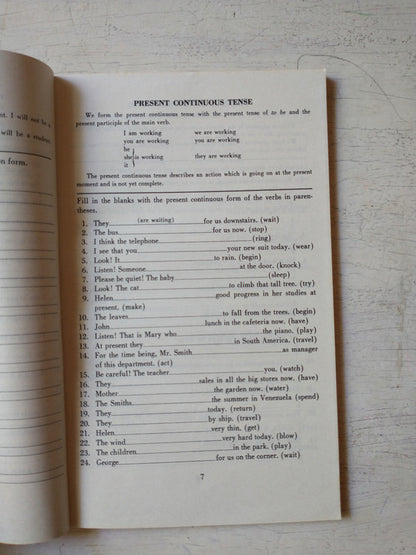 t. I will not be a
will be a student.
on form.
PRESENT CONTINUOUS TENSE
We form the present continuous tense with the present tense of to be and the
present participle of the main verb.
I am working we are working
you are working you are working
he
she is working they are working
it
The present continuous tense describes an action which is going on at the present
moment and is not yet complete.
Fill in the blanks with the present continuous form of the verbs in paren-
theses.
1. They (are waiting) for us downstairs. (wait)
2. The bus for us now. (stop)
3. I think the telephone (ring)
4. I see that you your new suit today. (wear)
5. Look! It to rain. (begin)
6. Listen! Someone at the door. (knock)
7. Please be quiet! The baby (sleep)
8. Look! The cat to climb that tall tree. (try)
9. Helen good progress in her studies at
present. (make)
10. The leaves to fall from the trees. (begin)
11. John lunch in the cafeteria now. (have)
12. Listen! That is Mary who the piano. (play)
13. At present they in South America. (travel)
14. For the time being, Mr. Smith as manager
of this department. (act)
15. Be careful! The teacher you. (watch)
16. They sales in all the big stores now. (have)
17. Mother the garden now. (water)
18. The Smiths the summer in Venezuela (spend)
19. They today. (return)
20. They by ship. (travel)
21. Helen very thin. (get)
22. The wind very hard today. (blow)
23. The children in the park. (play)
24. George for us on the corner. (wait)
7